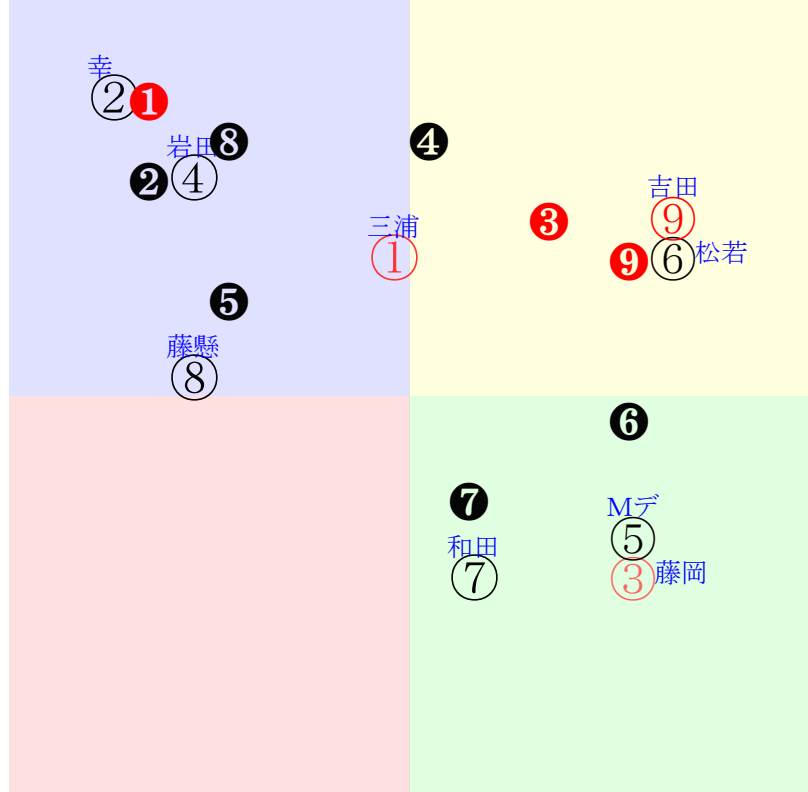 幸
②❶
岩田❽
❹
❷④
吉田
三浦
❸
⑨
①
❾⑥松若
❺
藤懸
⑧
❻
❼
Mデ
和田
⑤
⑦
③藤岡